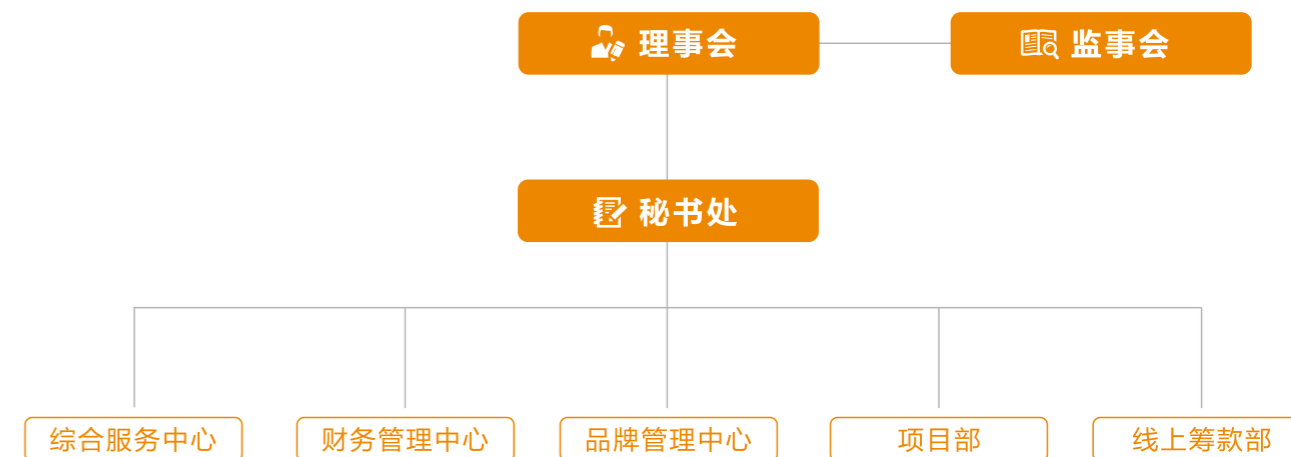 理事会
监事会
秘书处
综合服务中心
财务管理中心
品牌管理中心
项目部
线上筹款部